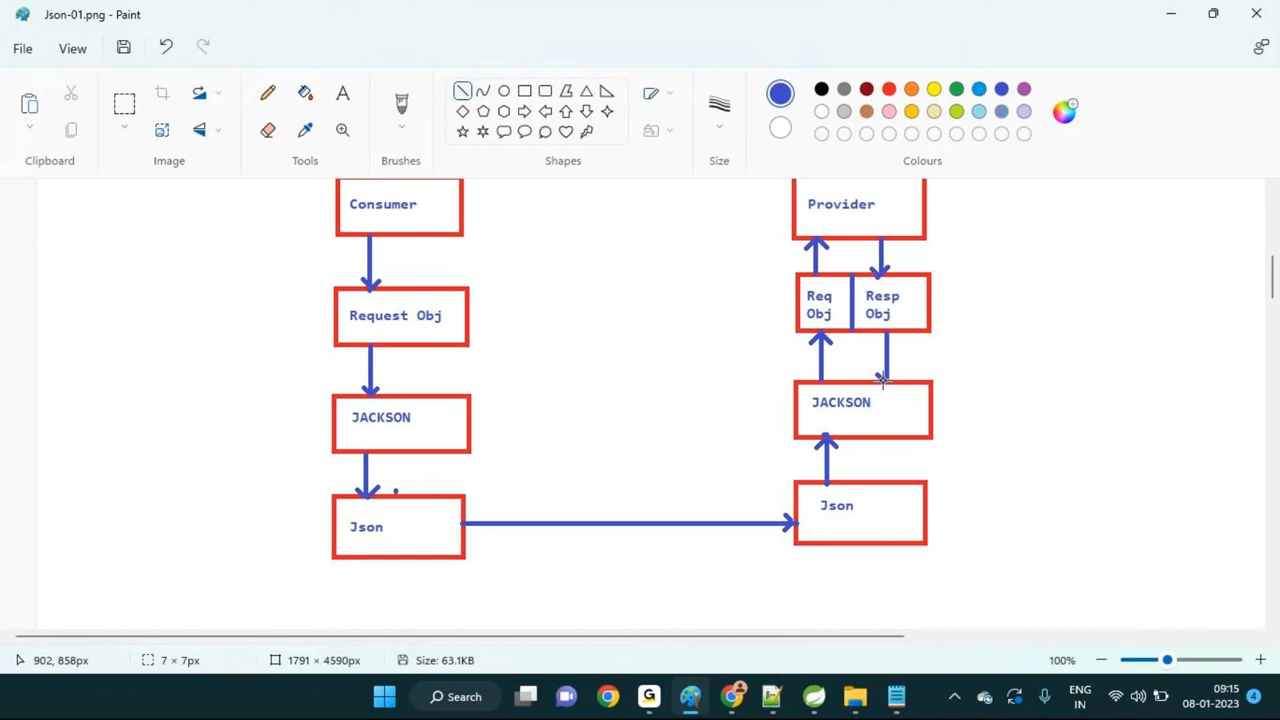 Json-01.png - Paint
File
View
Clipboard
Image
Tools
Brushes
Shapes
Size
Colours
Consumer
Provider
Req
Obj
Resp
Obj
Request Obj
JACKSON
JACKSON
Json
Json
902, 858px
7 × 7px
1791 × 4590px
Size: 63.1KB
100%
Search
ENG
IN
09:15
08-01-2023
4